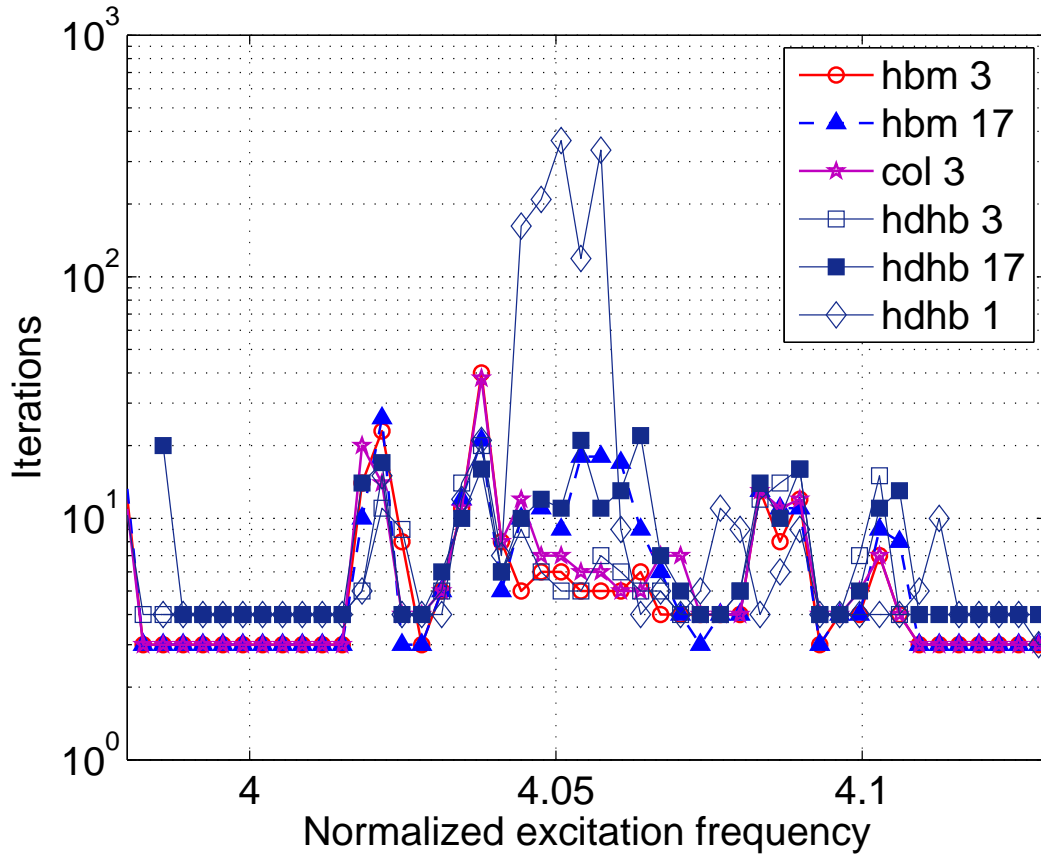 10^3
10^2
10^1
10^0
Iterations
4
4.05
4.1
Normalized excitation frequency
hbm 3
hbm 17
col 3
hdhb 3
hdhb 17
hdhb 1